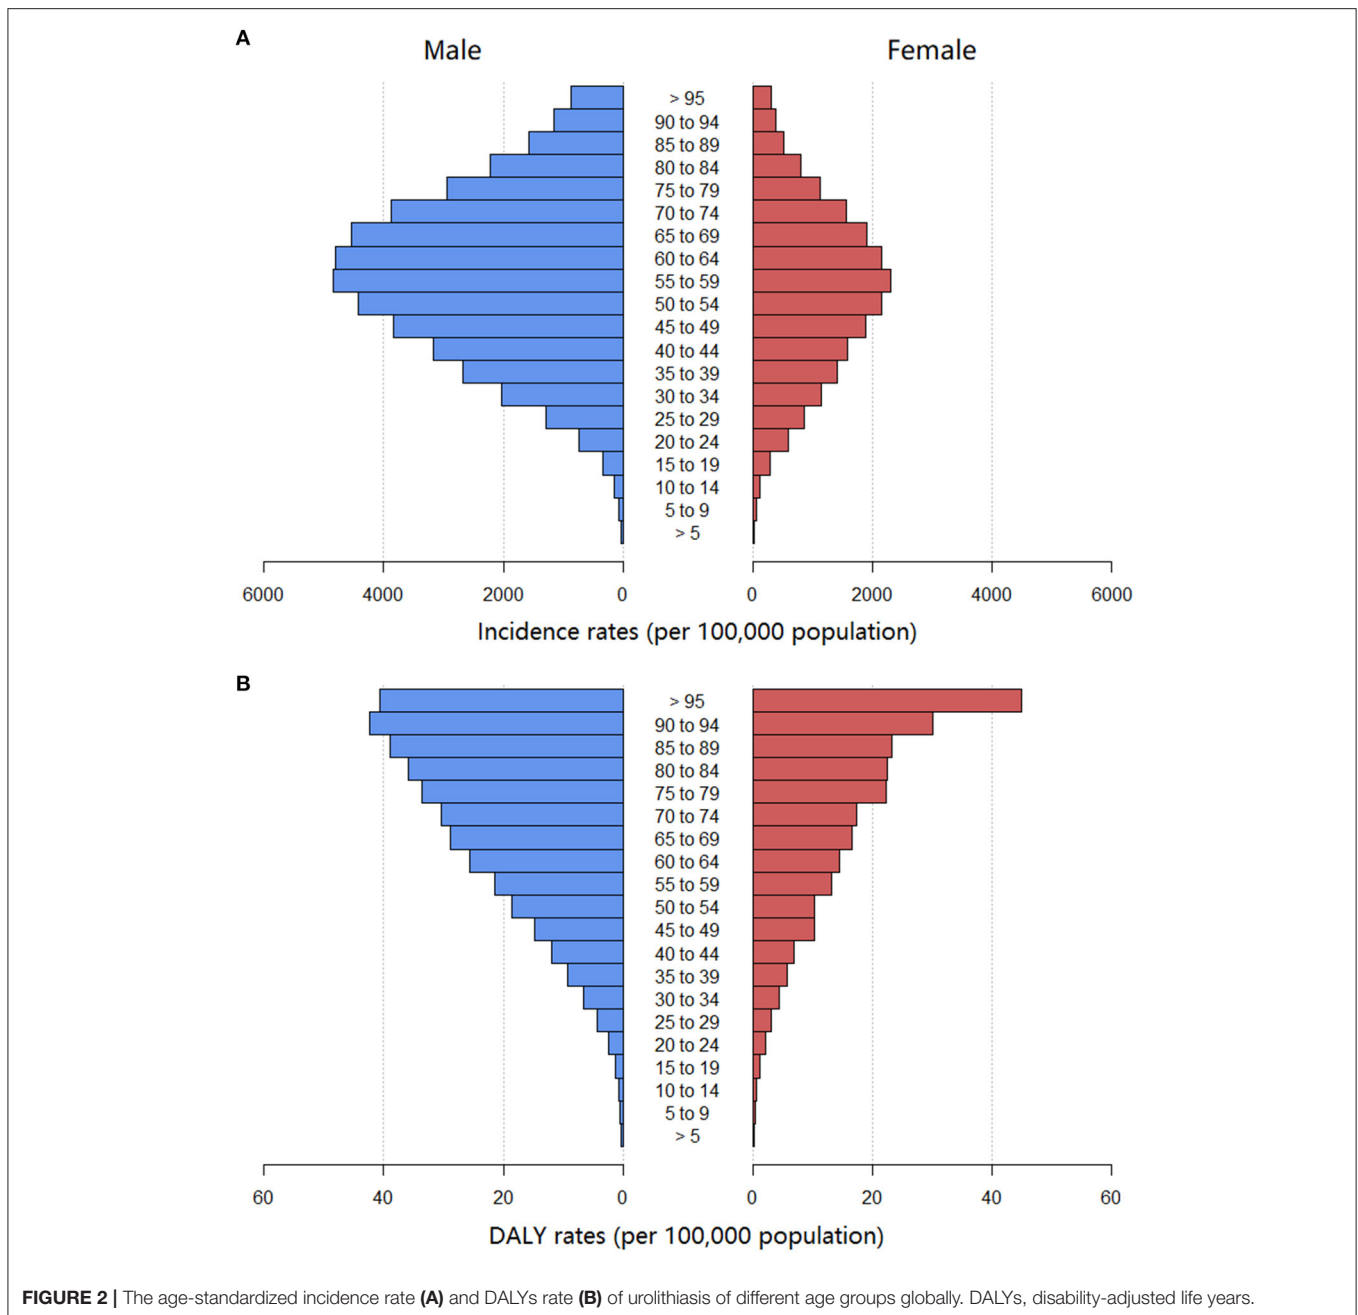 A
Male Female
> 95
90 to 94
85 to 89
80 to 84
75 to 79
70 to 74
65 to 69
60 to 64
55 to 59
50 to 54
45 to 49
40 to 44
35 to 39
30 to 34
25 to 29
20 to 24
15 to 19
10 to 14
5 to 9
> 5
6000 4000 2000 0 0 2000 4000 6000
Incidence rates (per 100,000 population)
B
> 95
90 to 94
85 to 89
80 to 84
75 to 79
70 to 74
65 to 69
60 to 64
55 to 59
50 to 54
45 to 49
40 to 44
35 to 39
30 to 34
25 to 29
20 to 24
15 to 19
10 to 14
5 to 9
> 5
60 40 20 0 0 20 40 60
DALY rates (per 100,000 population)
FIGURE 2 | The age-standardized incidence rate (A) and DALYs rate (B) of urolithiasis of different age groups globally. DALYs, disability-adjusted life years.